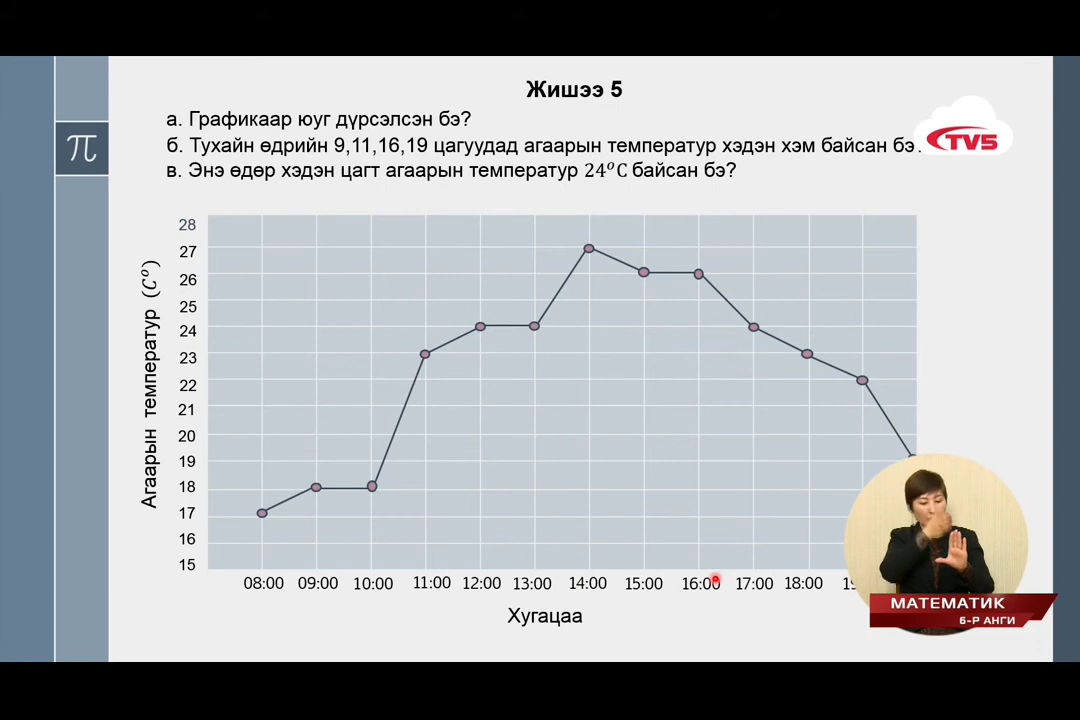 Жишээ 5
а. Графикаар юуг дүрсэлсэн бэ?
б. Тухайн өдрийн 9,11,16,19 цагуудад агаарын температур хэдэн хэм байсан бэ?
в. Энэ өдөр хэдэн цагт агаарын температур 24°C байсан бэ?
π
TV5
Агаарын температур (C°)
28
27
26
25
24
23
22
21
20
19
18
17
16
15
08:00 09:00 10:00 11:00 12:00 13:00 14:00 15:00 16:00 17:00 18:00
Хугацаа
МАТЕМАТИК
6-Р АНГИ